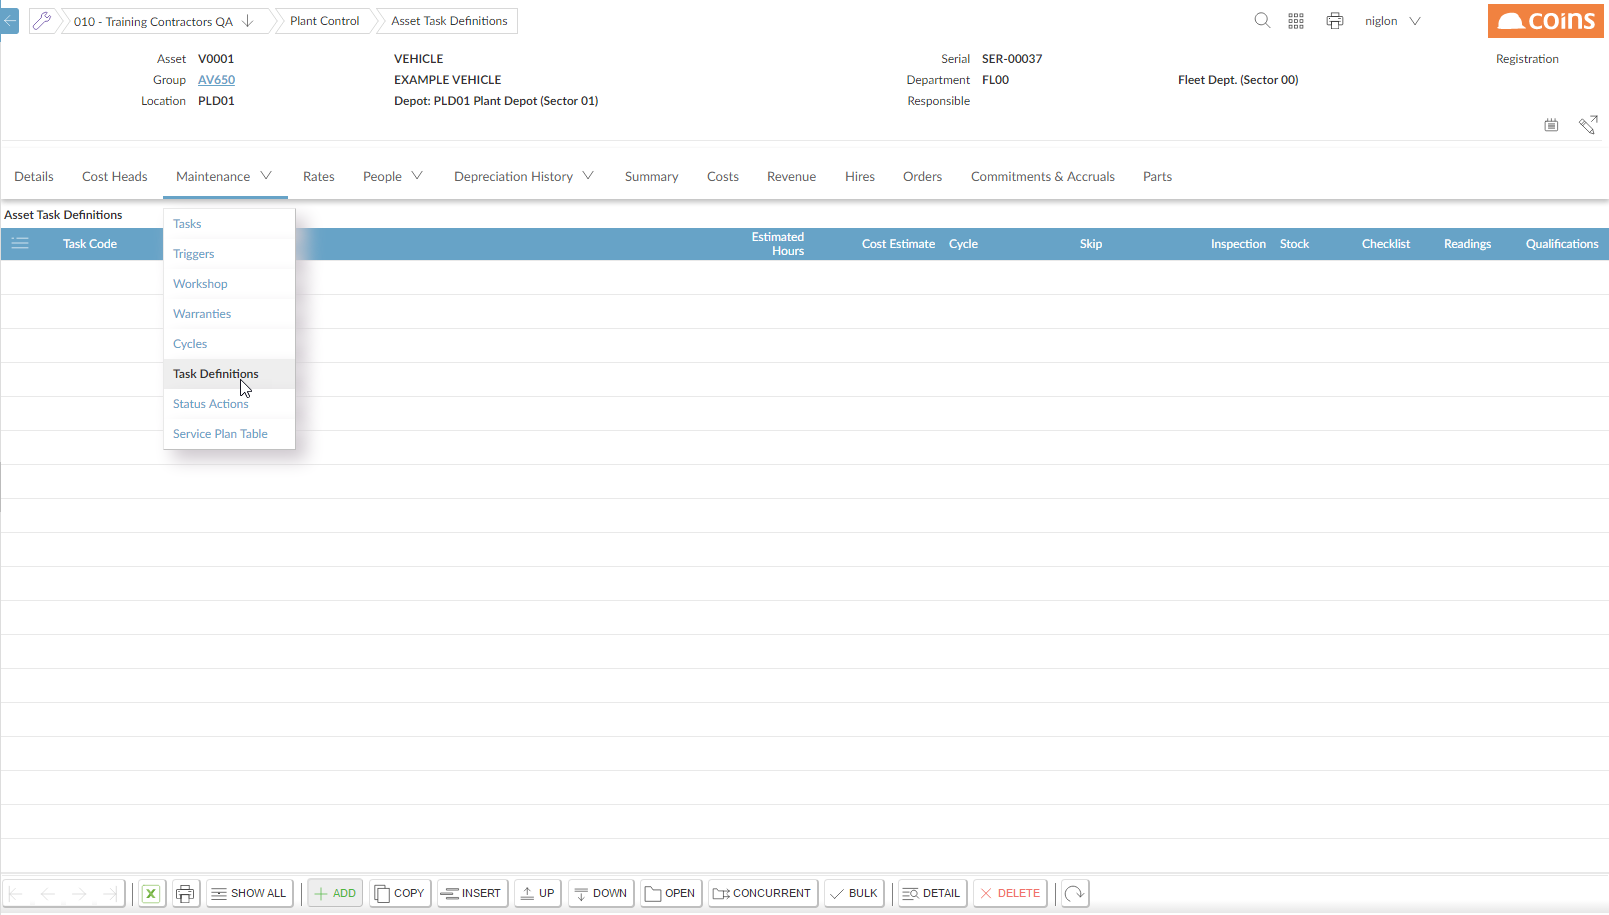 010 - Training Contractors QA
Plant Control
Asset Task Definitions
niglon
coins
Asset V0001 VEHICLE Serial SER-00037 Registration
Group AV650 EXAMPLE VEHICLE Department FL00 Fleet Dept. (Sector 00)
Location PLD01 Depot: PLD01 Plant Depot (Sector 01) Responsible
Details Cost Heads Maintenance Rates People Depreciation History Summary Costs Revenue Hires Orders Commitments & Accruals Parts
Asset Task Definitions
Task Code Estimated Hours Cost Estimate Cycle Skip Inspection Stock Checklist Readings Qualifications
Tasks
Triggers
Workshop
Warranties
Cycles
Task Definitions
Status Actions
Service Plan Table
SHOW ALL ADD COPY INSERT UP DOWN OPEN CONCURRENT BULK DETAIL DELETE